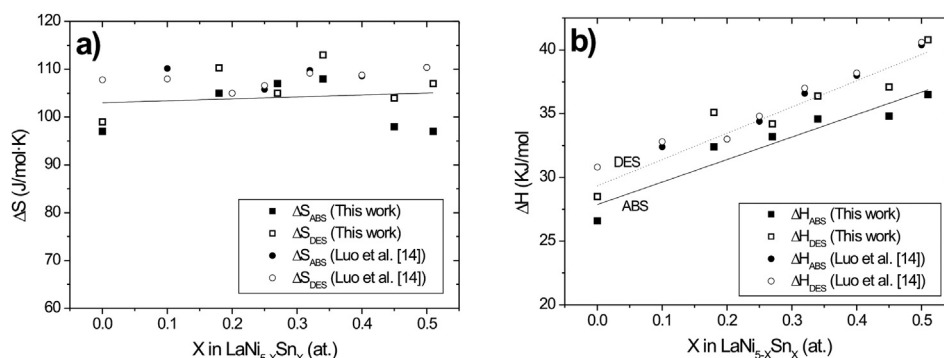 a)
120
110
100
90
80
70
60
ΔS (J/mol·K)
ΔS_ABS (This work)
ΔS_DES (This work)
ΔS_ABS (Luo et al. [14])
ΔS_DES (Luo et al. [14])
0.0 0.1 0.2 0.3 0.4 0.5
X in LaNi_5-X Sn_X (at.)
b)
40
35
30
25
20
ΔH (KJ/mol)
DES
ABS
ΔH_ABS (This work)
ΔH_DES (This work)
ΔH_ABS (Luo et al. [14])
ΔH_DES (Luo et al. [14])
0.0 0.1 0.2 0.3 0.4 0.5
X in LaNi_5-X Sn_X (at.)